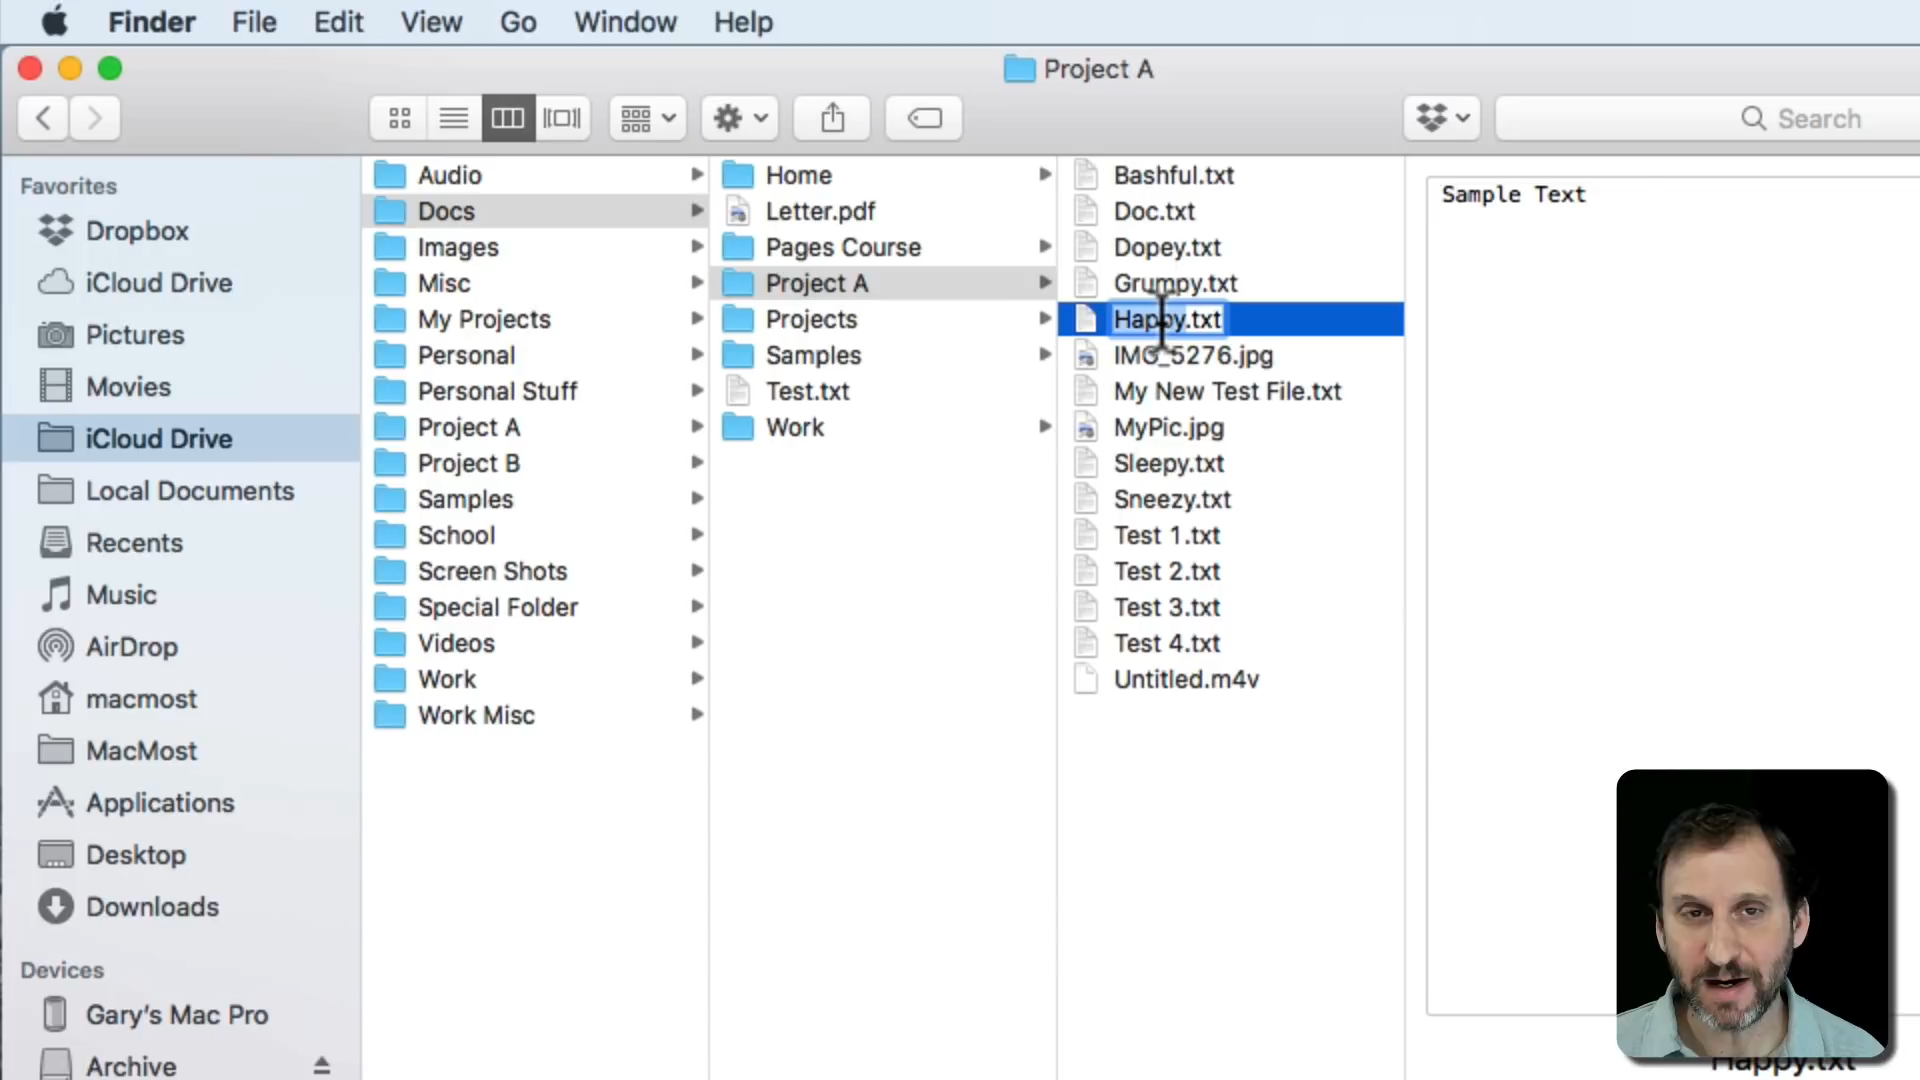 Finder File Edit View Go Window Help
Project A
Search
Favorites
Dropbox
iCloud Drive
Pictures
Movies
iCloud Drive
Local Documents
Recents
Music
AirDrop
macmost
MacMost
Applications
Desktop
Downloads
Devices
Gary's Mac Pro
Archive
Audio
Docs
Images
Misc
My Projects
Personal
Personal Stuff
Project A
Project B
Samples
School
Screen Shots
Special Folder
Videos
Work
Work Misc
Home
Letter.pdf
Pages Course
Project A
Projects
Samples
Test.txt
Work
Bashful.txt
Doc.txt
Dopey.txt
Grumpy.txt
Happy.txt
IMG_5276.jpg
My New Test File.txt
MyPic.jpg
Sleepy.txt
Sneezy.txt
Test 1.txt
Test 2.txt
Test 3.txt
Test 4.txt
Untitled.m4v
Sample Text
Happy.txt